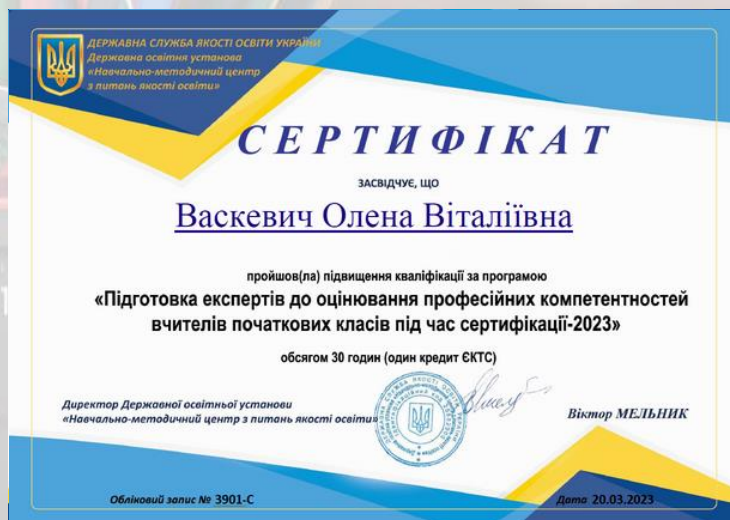 ДЕРЖАВНА СЛУЖБА ЯКОСТІ ОСВІТИ УКРАЇНИ
Державна освітня установа
«Навчально-методичний центр
з питань якості освіти»
СЕРТИФІКАТ
ЗАСВІДЧУЄ, ЩО
Васкевич Олена Віталіївна
пройшов(ла) підвищення кваліфікації за програмою
«Підготовка експертів до оцінювання професійних компетентностей
вчителів початкових класів під час сертифікації-2023»
обсягом 30 годин (один кредит ЄКТС)
Директор Державної освітньої установи
«Навчально-методичний центр з питань якості освіти»
Віктор МЕЛЬНИК
Обліковий запис № 3901-С
Дата 20.03.2023